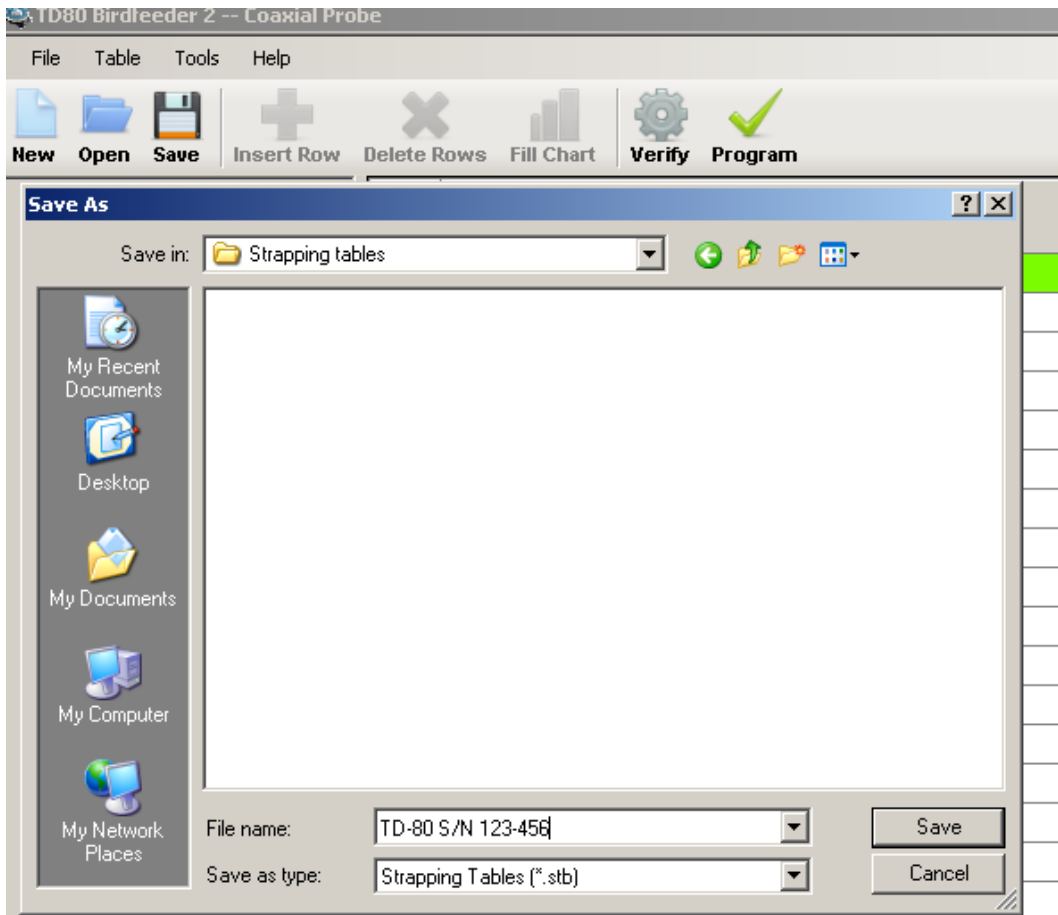 TD80 Birdfeeder 2 -- Coaxial Probe
File Table Tools Help
New Open Save Insert Row Delete Rows Fill Chart Verify Program
Save As
Save in: Strapping tables
My Recent
Documents
Desktop
My Documents
My Computer
My Network
Places
File name: TD-80 S/N 123-456
Save
Save as type: Strapping Tables (*.stb)
Cancel